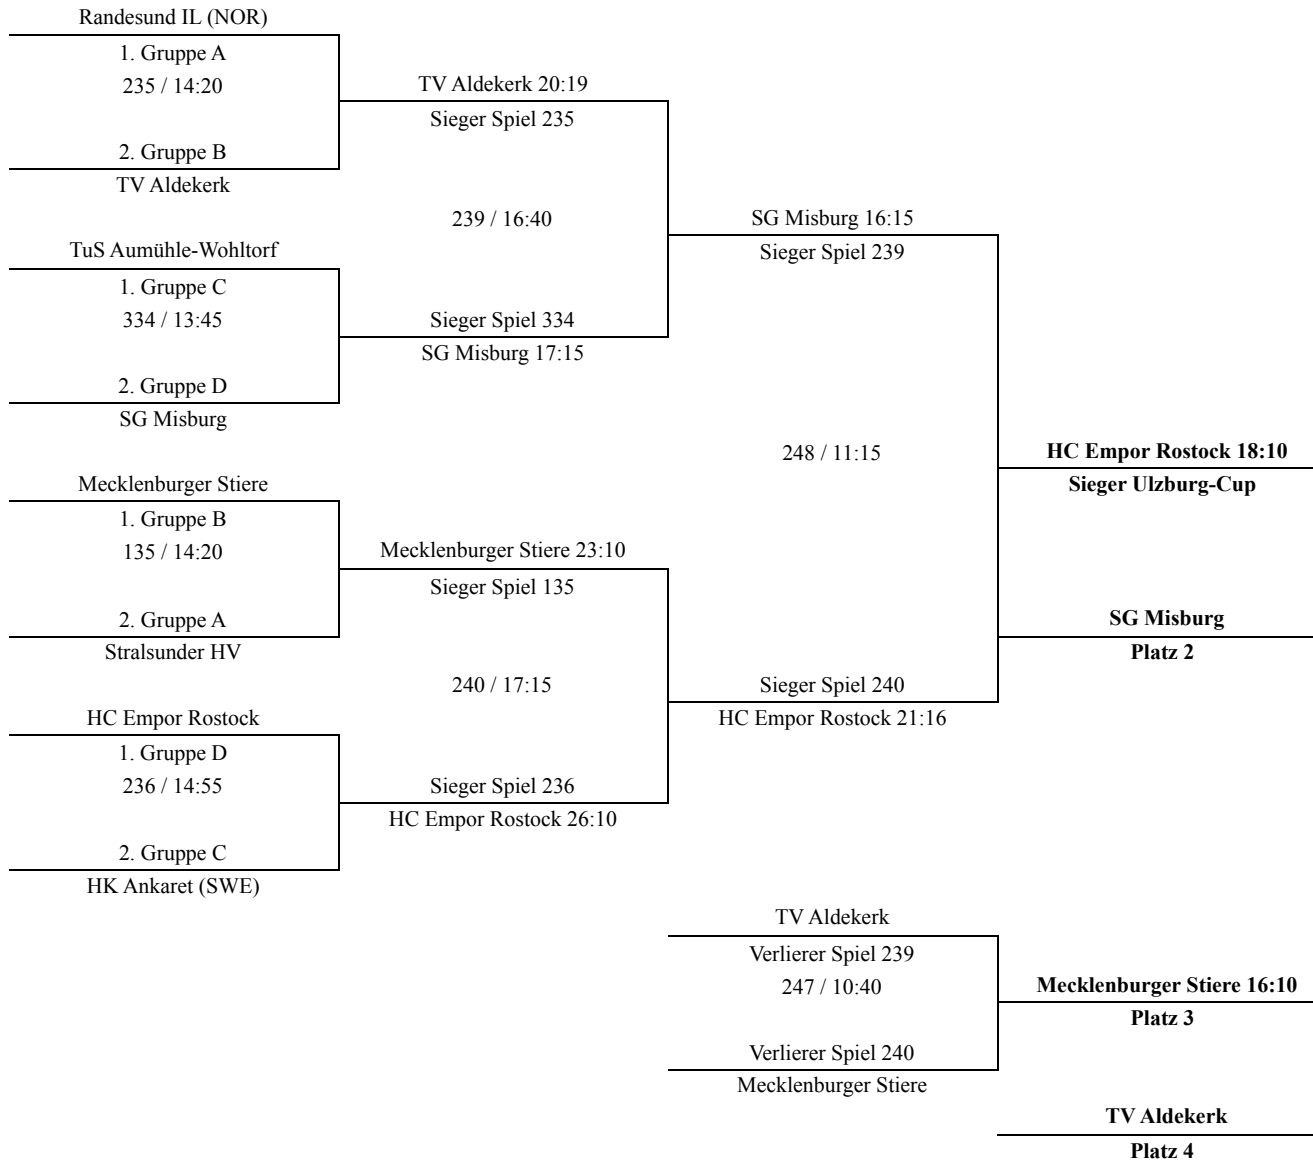 Randesund IL (NOR)
1. Gruppe A
235 / 14:20
2. Gruppe B
TV Aldekerk
TV Aldekerk 20:19
Sieger Spiel 235
239 / 16:40
TuS Aumühle-Wohltorf
1. Gruppe C
334 / 13:45
2. Gruppe D
SG Misburg
Sieger Spiel 334
SG Misburg 17:15
SG Misburg 16:15
Sieger Spiel 239
248 / 11:15
HC Empor Rostock 18:10
Sieger Ulzburg-Cup
Mecklenburger Stiere
1. Gruppe B
135 / 14:20
2. Gruppe A
Stralsunder HV
Mecklenburger Stiere 23:10
Sieger Spiel 135
240 / 17:15
SG Misburg
Platz 2
Sieger Spiel 240
HC Empor Rostock 21:16
HC Empor Rostock
1. Gruppe D
236 / 14:55
2. Gruppe C
HK Ankaret (SWE)
Sieger Spiel 236
HC Empor Rostock 26:10
TV Aldekerk
Verlierer Spiel 239
247 / 10:40
Verlierer Spiel 240
Mecklenburger Stiere
Mecklenburger Stiere 16:10
Platz 3
TV Aldekerk
Platz 4